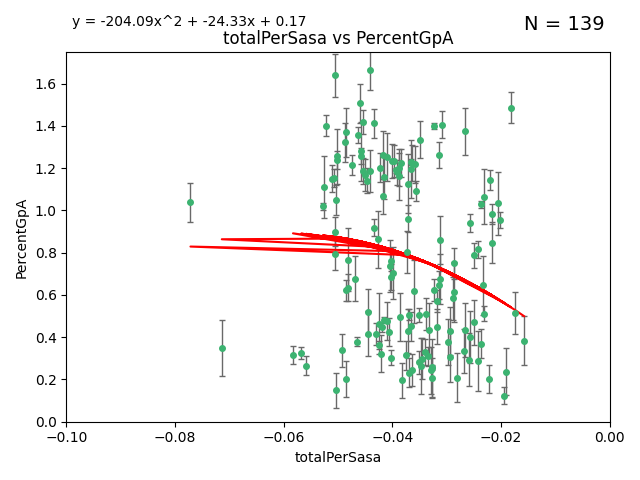 y = -204.09x^2 + -24.33x + 0.17
N = 139
totalPerSasa vs PercentGpA
PercentGpA
1.6
1.4
1.2
1.0
0.8
0.6
0.4
0.2
0.0
−0.10 −0.08 −0.06 −0.04 −0.02 0.00
totalPerSasa